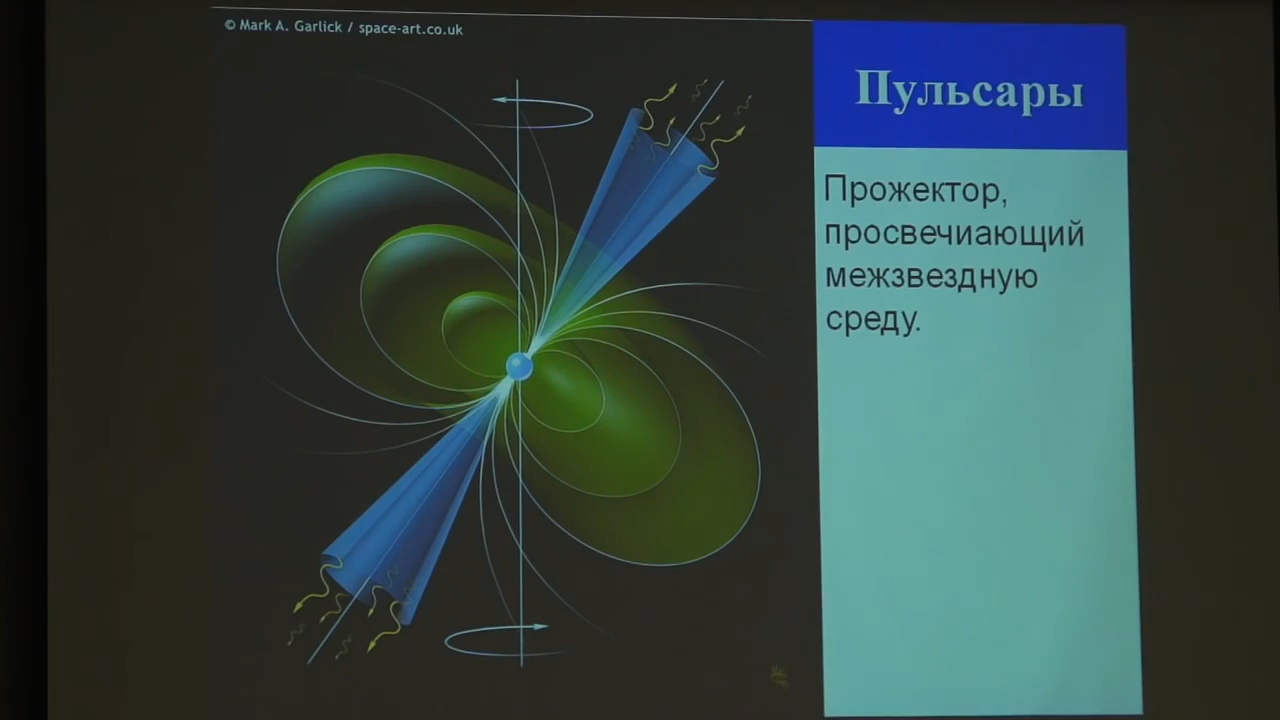 © Mark A. Garlick / space-art.co.uk
Пульсары
Прожектор,
просвечиающий
межзвездную
среду.